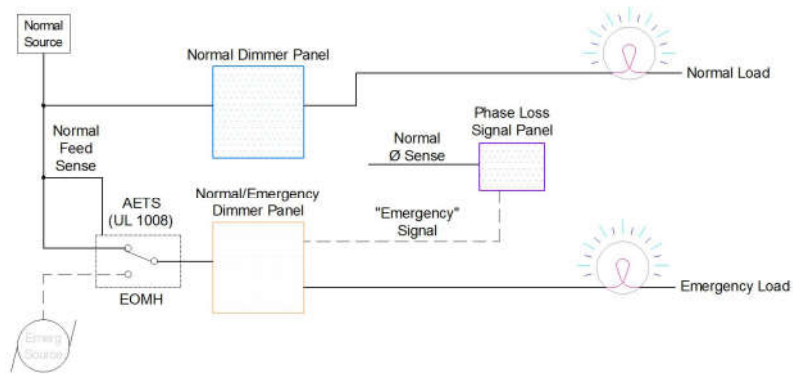 Normal
Source
Normal Dimmer Panel
Normal Load
Phase Loss
Signal Panel
Normal
Feed
Sense
Normal
Ø Sense
AETS
(UL 1008)
Normal/Emergency
Dimmer Panel
"Emergency"
Signal
EOMH
Emergency Load
Emerg
Source